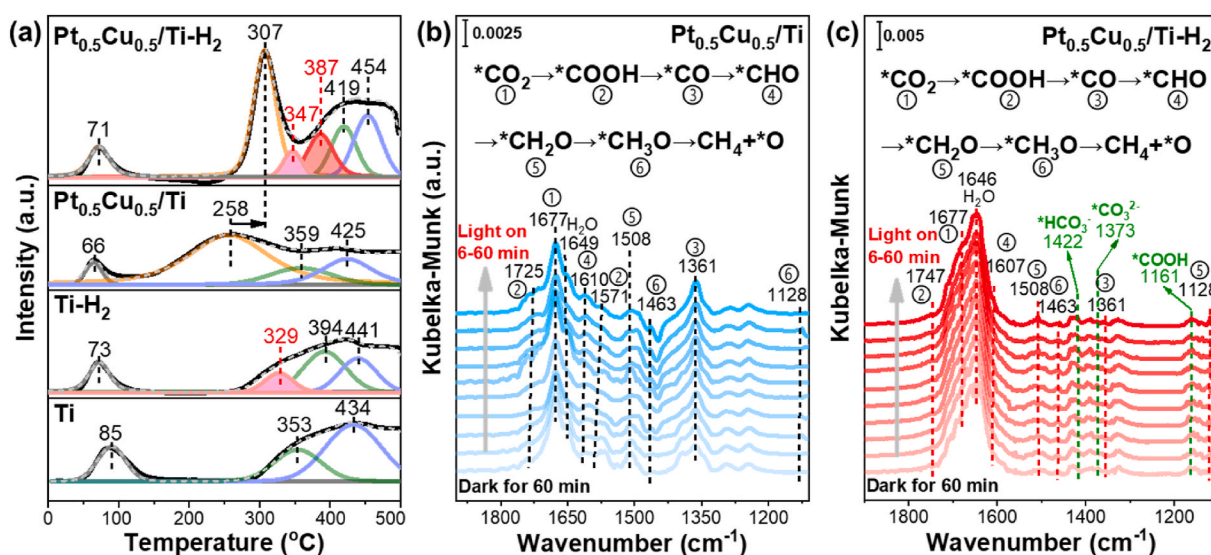 (a)
Pt0.5Cu0.5/Ti-H2
307
387
454
347
419
71
Pt0.5Cu0.5/Ti
258
359
425
66
Ti-H2
329
394
441
73
Ti
85
353
434
Intensity (a.u.)
0 100 200 300 400 500
Temperature (°C)
(b)
0.0025
Pt0.5Cu0.5/Ti
*CO2→*COOH→*CO→*CHO
① ② ③ ④
→*CH2O→*CH3O→CH4+*O
⑤ ⑥
Light on
6-60 min
①
1677
H2O
1649
④
1610
②
1571
1725
②
⑤
1508
⑥
1463
③
1361
⑥
1128
Dark for 60 min
Kubelka-Munk (a.u.)
1800 1650 1500 1350 1200
Wavenumber (cm-1)
(c)
0.005
Pt0.5Cu0.5/Ti-H2
*CO2→*COOH→*CO→*CHO
① ② ③ ④
→*CH2O→*CH3O→CH4+*O
⑤ ⑥
Light on
6-60 min
1646
H2O
1677
①
1747
②
④
1607
⑤
1508
⑥
1463
*HCO3-
1422
*CO32-
1373
③
1361
*COOH
1161
⑤
1128
Dark for 60 min
Kubelka-Munk
1800 1600 1400 1200
Wavenumber (cm-1)